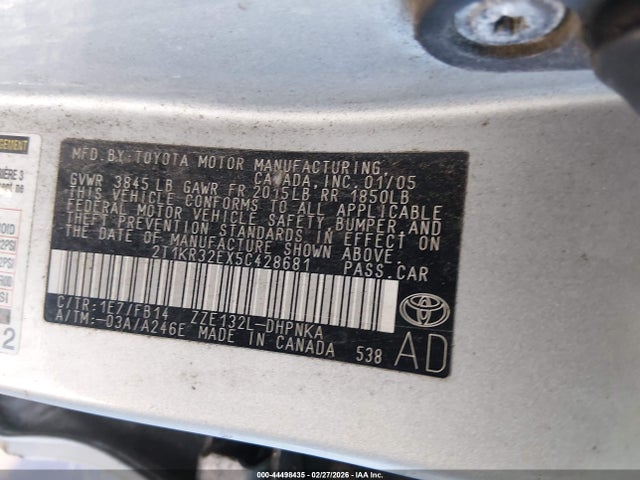 MFD. BY: TOYOTA MOTOR MANUFACTURING,
CANADA, INC. 01/05
GVWR 3845 LB GAWR FR 2015LB RR 1850LB
THIS VEHICLE CONFORMS TO ALL APPLICABLE
FEDERAL MOTOR VEHICLE SAFETY, BUMPER, AND
THEFT PREVENTION STANDARDS IN EFFECT ON
THE DATE OF MANUFACTURE SHOWN ABOVE.
2T1KR32EX5C428681 PASS. CAR
C/TR: 1E7/FB14 ZZE132L-DHPNKA
A/TM: -03A/A246E MADE IN CANADA 538
AD
2
000-44498435 - 02/27/2026 - Copyright © IAA, LLC